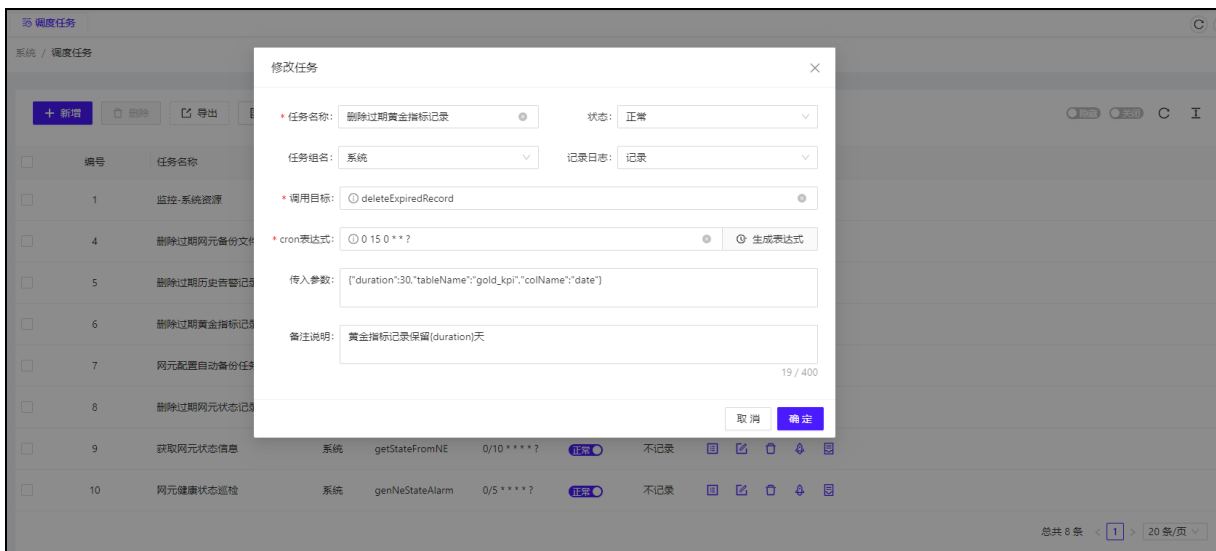 调度任务
系统 / 调度任务
修改任务
+ 新增 删除 导出
隐藏 关闭
* 任务名称: 删除过期黄金指标记录 状态: 正常
任务组名: 系统 记录日志: 记录
* 调用目标: deleteExpiredRecord
* cron表达式: 0 15 0 * * ? 生成表达式
传入参数: {"duration":30,"tableName":"gold_kpi","colName":"date"}
备注说明: 黄金指标记录保留(duration)天
19 / 400
取 消 确 定
编号 任务名称
1 监控-系统资源
4 删除过期网元备份文件
5 删除过期历史告警记录
6 删除过期黄金指标记录
7 网元配置自动备份任务
8 删除过期网元状态记录
9 获取网元状态信息 系统 getStateFromNE 0/10 * * * * ? 正常 不记录
10 网元健康状态巡检 系统 genNeStateAlarm 0/5 * * * * ? 正常 不记录
总共 8 条 < 1 > 20 条/页